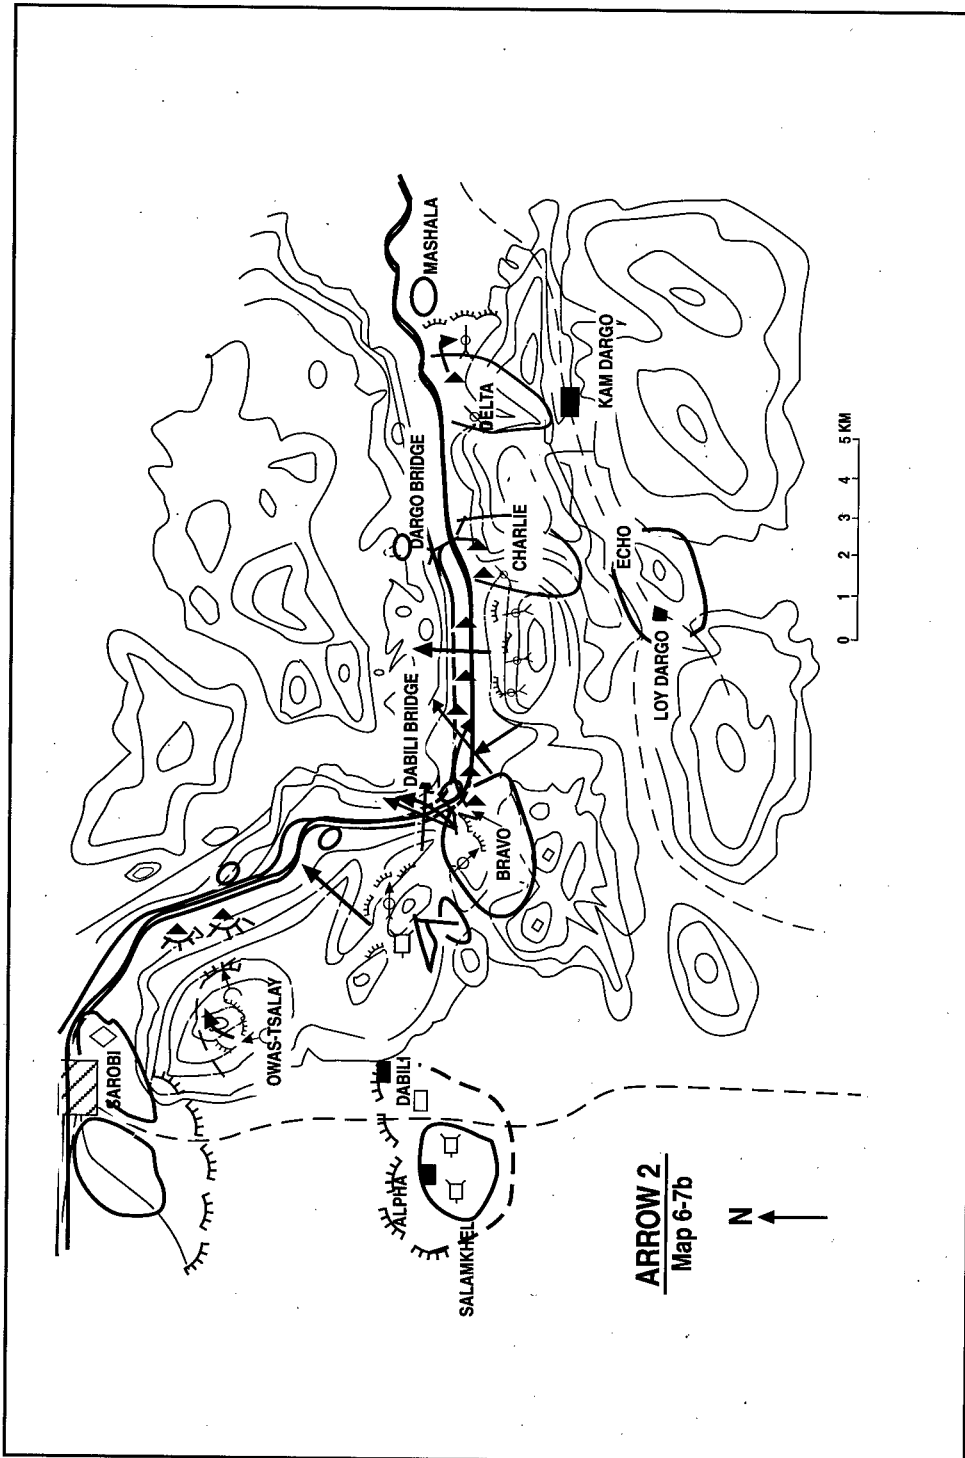 MASHALA
DARGO BRIDGE
DELTA
KAM DARGO
DABILI BRIDGE
CHARLIE
ECHO
LOY DARGO
BRAVO
SAROBI
OWAS-TSALAY
DABILI
ALPHA
SALAMKHEL
0 1 2 3 4 5 KM
N
ARROW 2
Map 6-7b